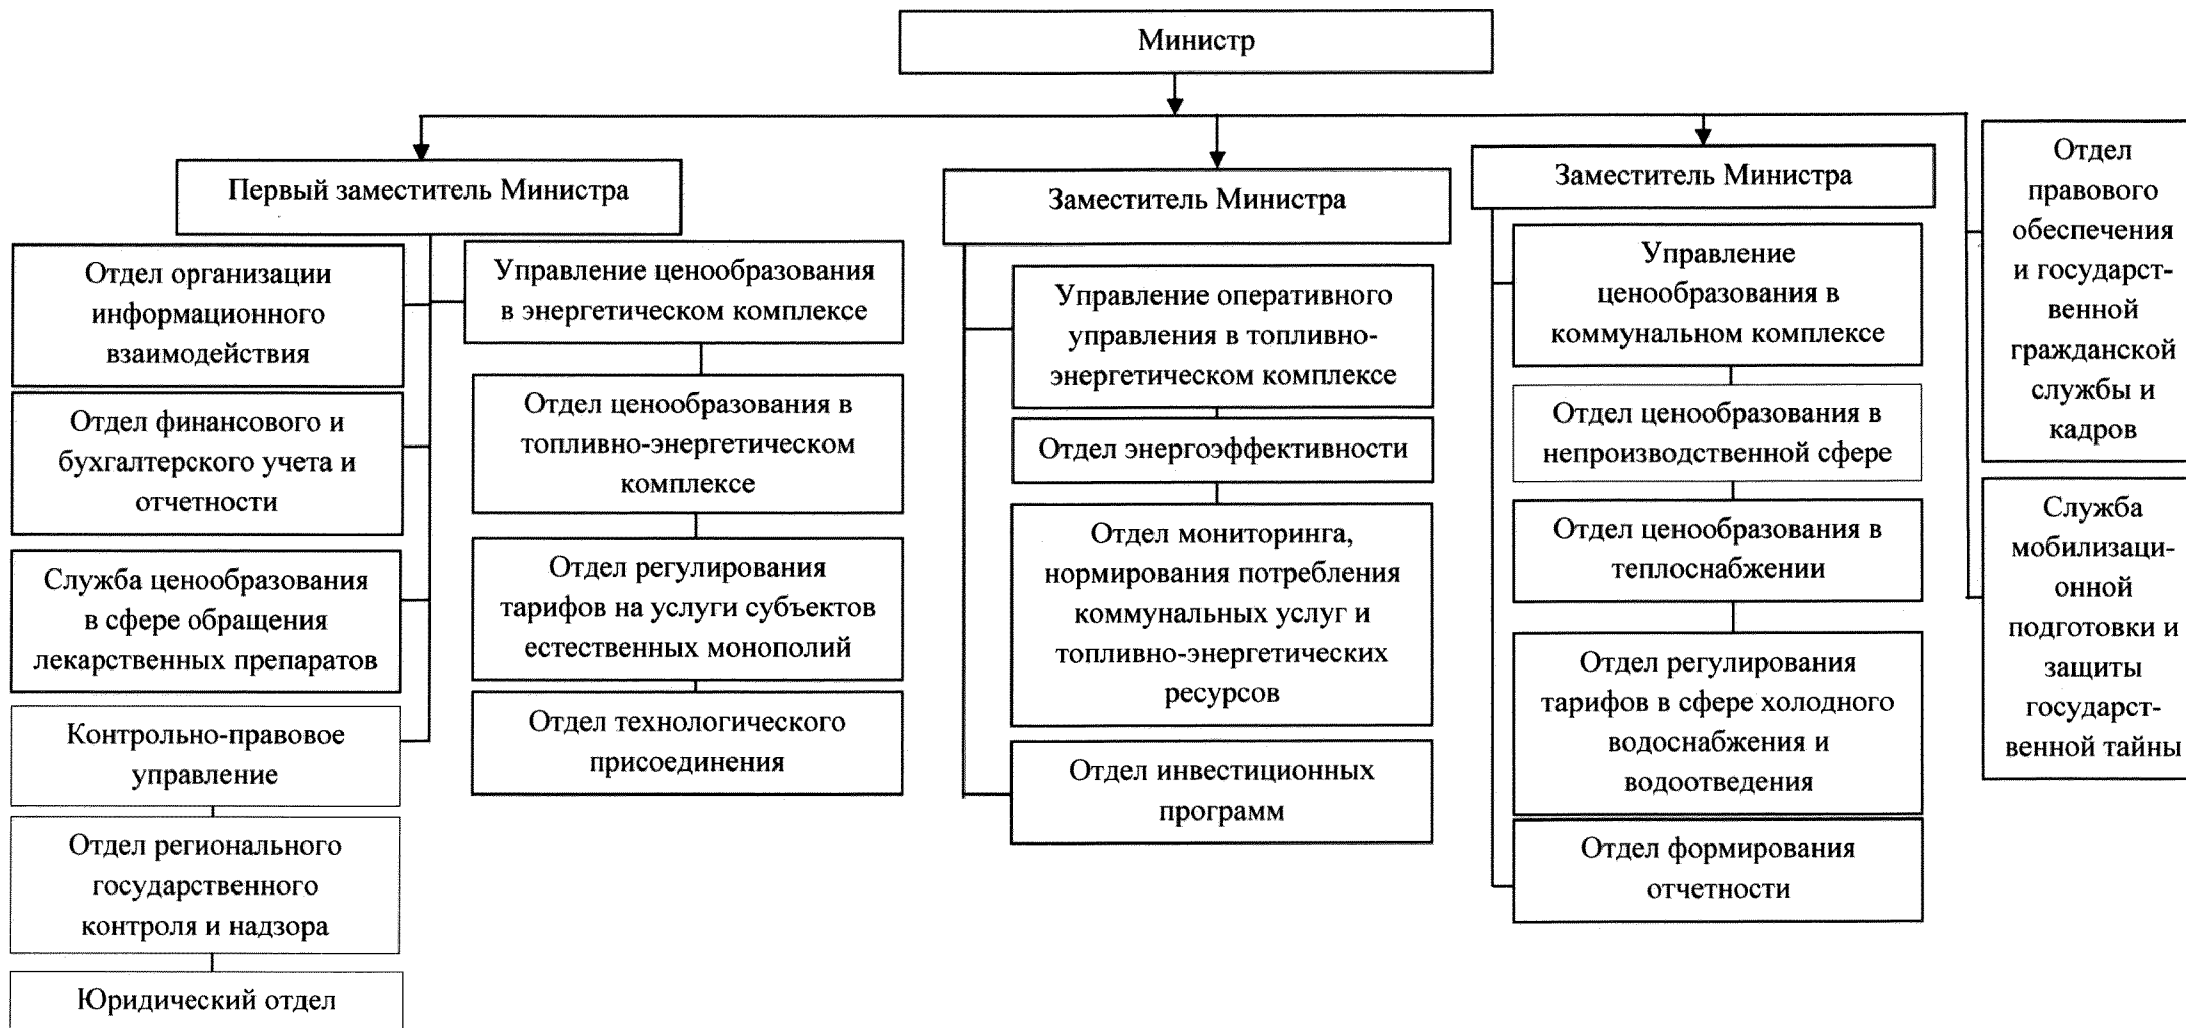 Министр
Первый заместитель Министра
Отдел организации
информационного
взаимодействия
Отдел финансового и
бухгалтерского учета и
отчетности
Служба ценообразования
в сфере обращения
лекарственных препаратов
Контрольно-правовое
управление
Отдел регионального
государственного
контроля и надзора
Юридический отдел
Управление ценообразования
в энергетическом комплексе
Отдел ценообразования в
топливно-энергетическом
комплексе
Отдел регулирования
тарифов на услуги субъектов
естественных монополий
Отдел технологического
присоединения
Заместитель Министра
Управление оперативного
управления в топливно-
энергетическом комплексе
Отдел энергоэффективности
Отдел мониторинга,
нормирования потребления
коммунальных услуг и
топливно-энергетических
ресурсов
Отдел инвестиционных
программ
Заместитель Министра
Управление
ценообразования в
коммунальном комплексе
Отдел ценообразования в
непроизводственной сфере
Отдел ценообразования в
теплоснабжении
Отдел регулирования
тарифов в сфере холодного
водоснабжения и
водоотведения
Отдел формирования
отчетности
Отдел
правового
обеспечения
и государст-
венной
гражданской
службы и
кадров
Служба
мобилизаци-
онной
подготовки и
защиты
государст-
венной тайны